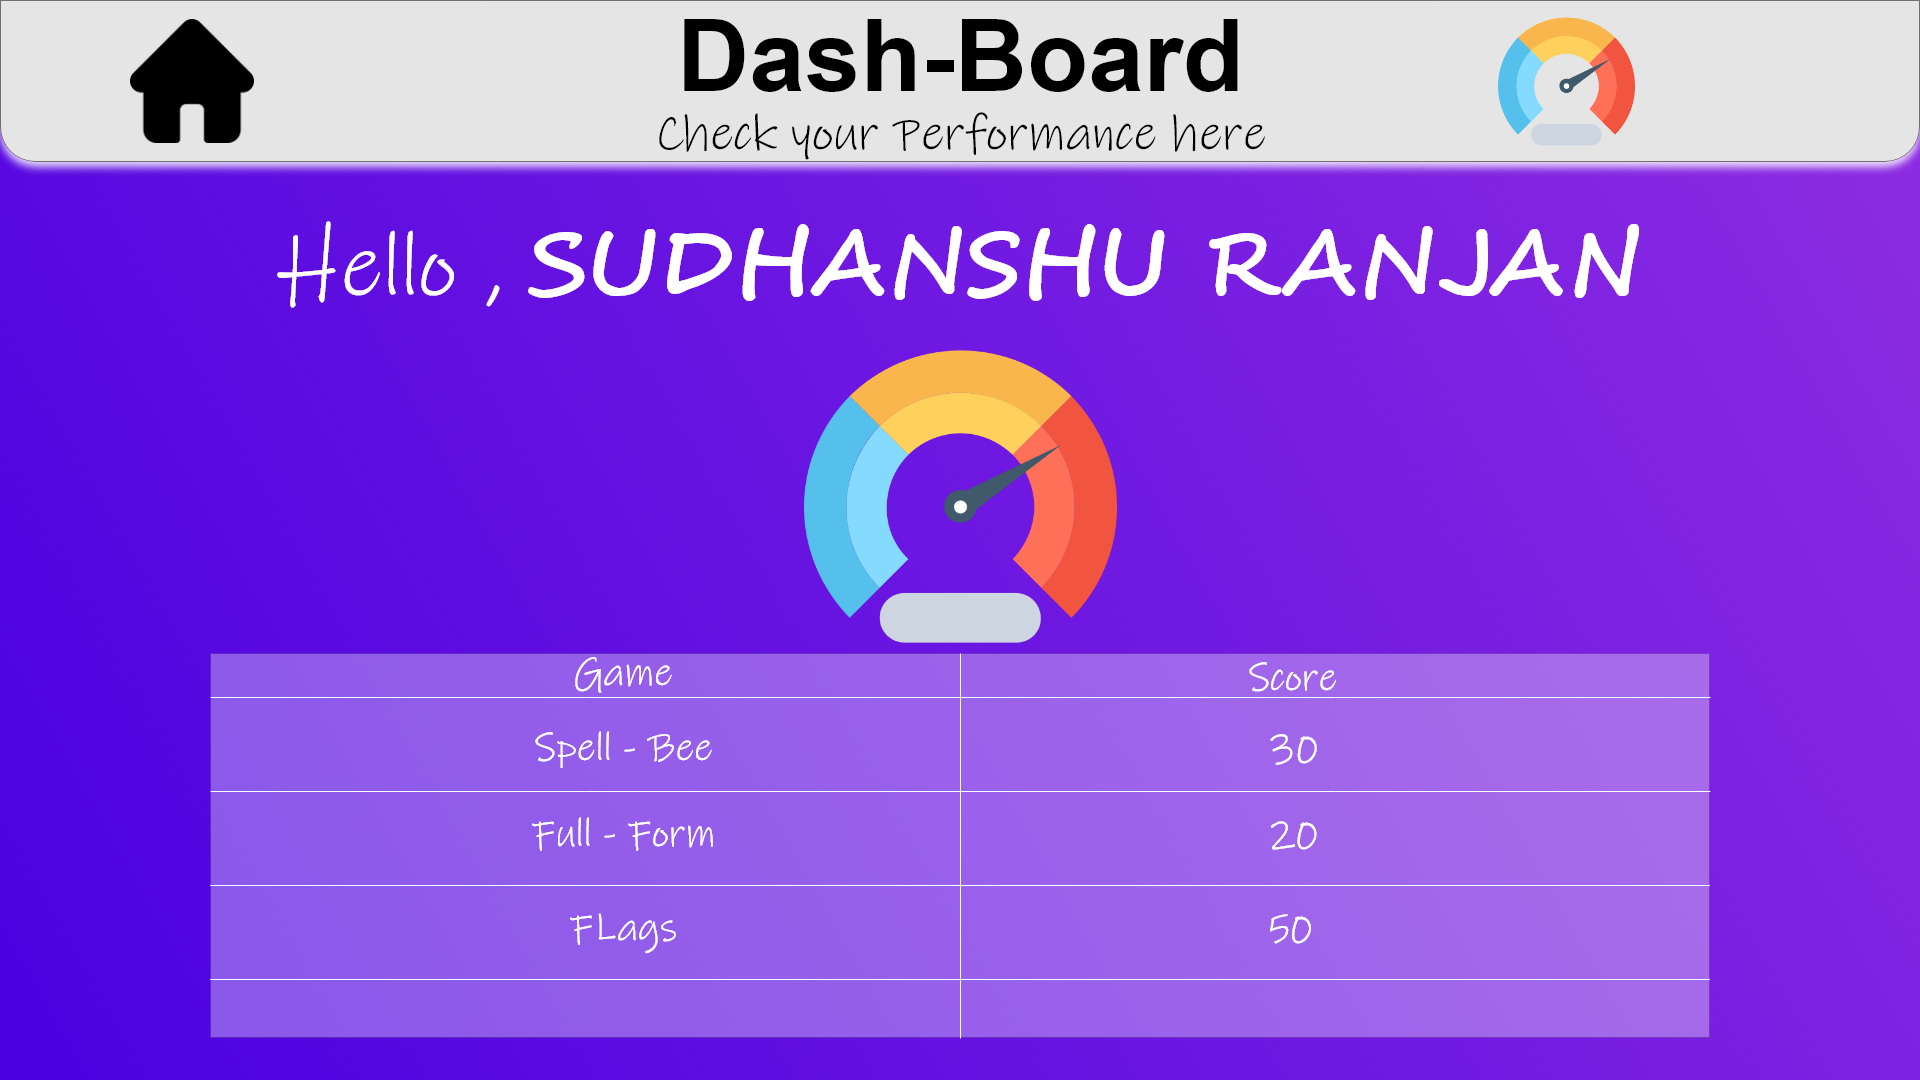 Dash-Board
Check your Performance here
Hello , SUDHANSHU RANJAN
Game Score
Spell - Bee 30
Full - Form 20
FLags 50